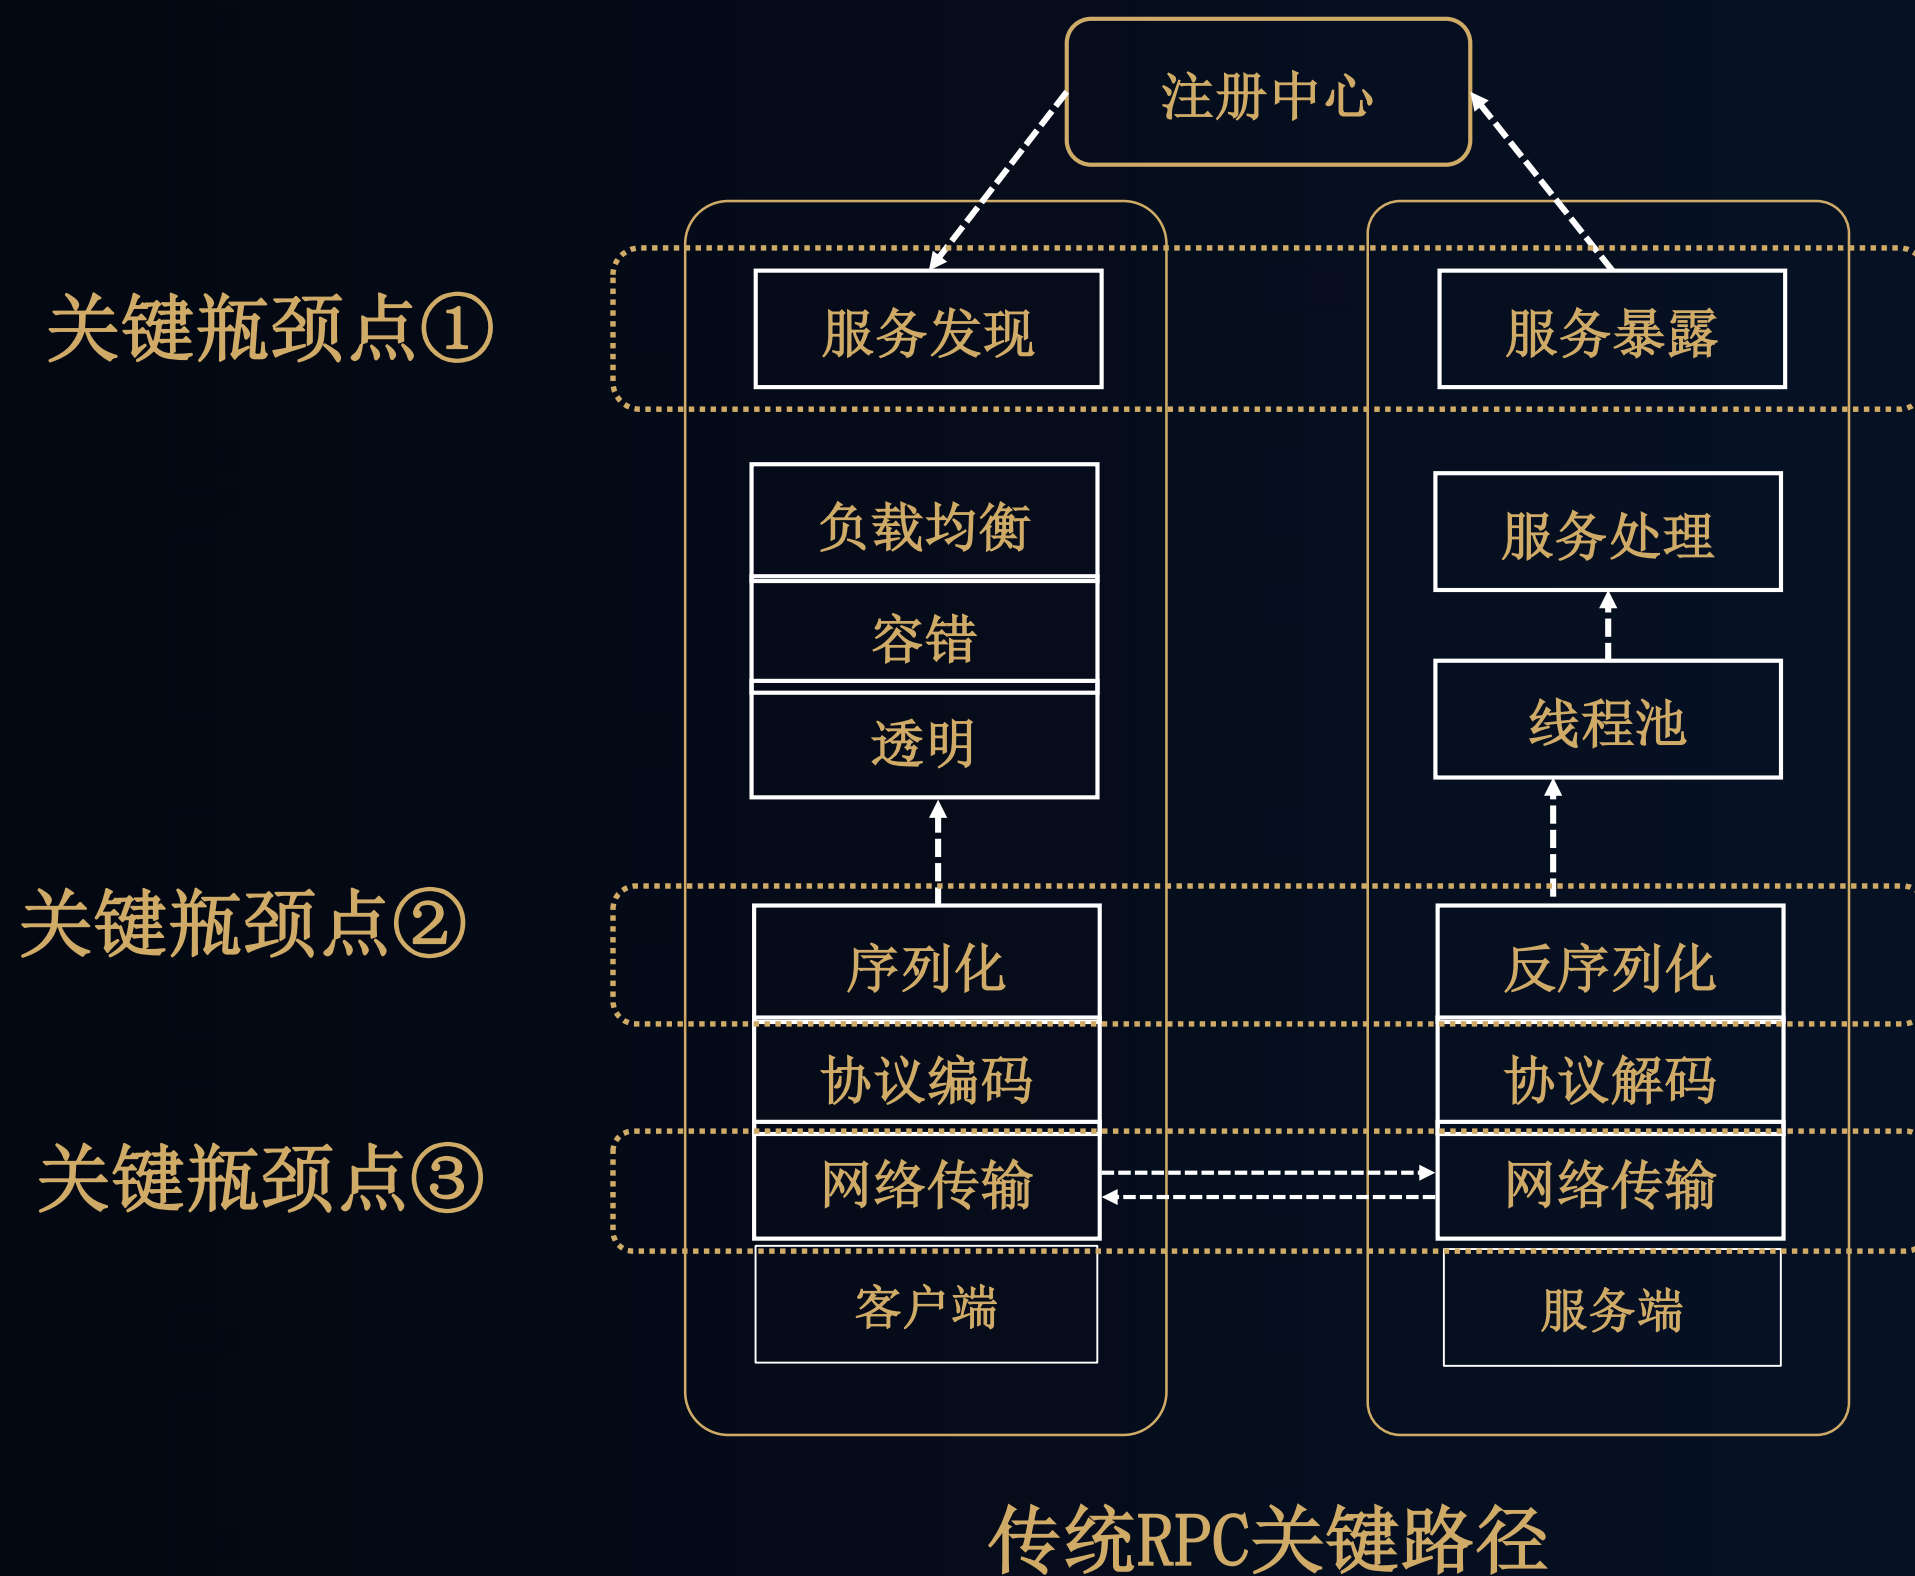 注册中心
关键瓶颈点①
服务发现
服务暴露
负载均衡
服务处理
容错
线程池
透明
关键瓶颈点②
序列化
反序列化
协议编码
协议解码
关键瓶颈点③
网络传输
网络传输
客户端
服务端
传统RPC关键路径